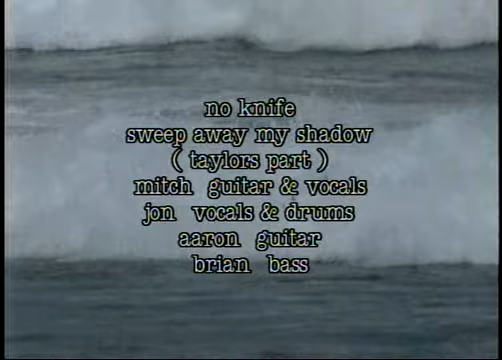 no knife
sweep away my shadow
( taylors part )
mitch guitar & vocals
jon vocals & drums
aaron guitar
brian bass